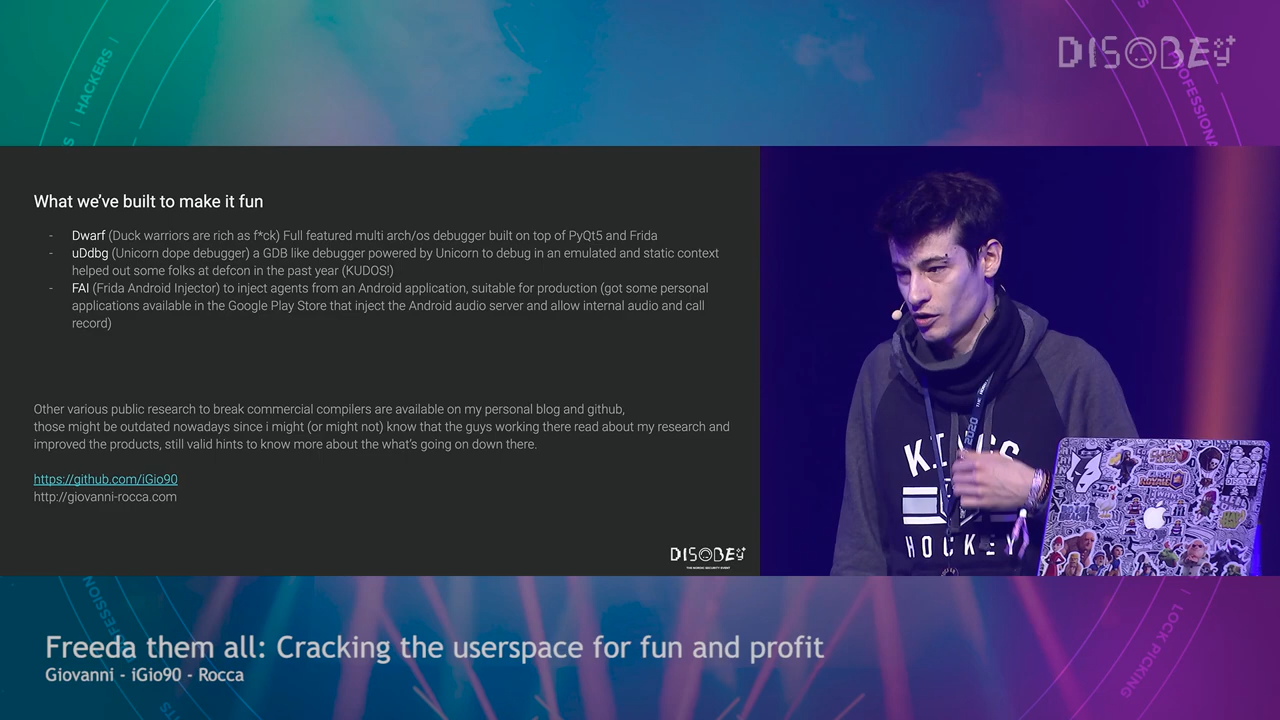 HACKERS |
DISOBEY
PROFESSIONA
What we've built to make it fun
- Dwarf (Duck warriors are rich as f*ck) Full featured multi arch/os debugger built on top of PyQt5 and Frida
- uDdbg (Unicorn dope debugger) a GDB like debugger powered by Unicorn to debug in an emulated and static context
helped out some folks at defcon in the past year (KUDOS!)
- FAI (Frida Android Injector) to inject agents from an Android application, suitable for production (got some personal
applications available in the Google Play Store that inject the Android audio server and allow internal audio and call
record)
Other various public research to break commercial compilers are available on my personal blog and github,
those might be outdated nowadays since i might (or might not) know that the guys working there read about my research and
improved the products, still valid hints to know more about the what's going on down there.
https://github.com/iGio90
http://giovanni-rocca.com
DISOBEY
THE NORDIC SECURITY EVENT
2020
KINGS
HOCKEY
ROYALE
| LOCK PICKING
Freeda them all: Cracking the userspace for fun and profit
Giovanni - iGio90 - Rocca